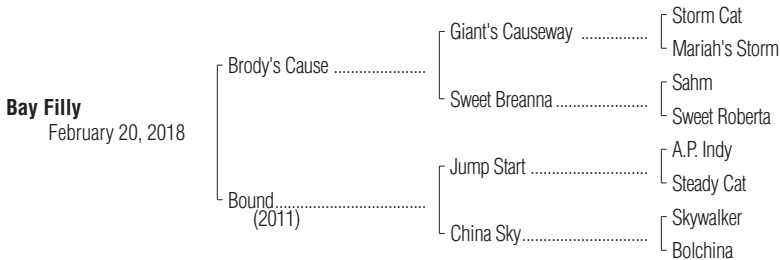 Storm Cat
Giant's Causeway ................
Mariah's Storm
Brody's Cause ......................
Sahm
Sweet Breanna ......................
Sweet Roberta
Bay Filly
February 20, 2018
A.P. Indy
Jump Start ............................
Steady Cat
Bound....................................
(2011)
Skywalker
China Sky..............................
Bolchina